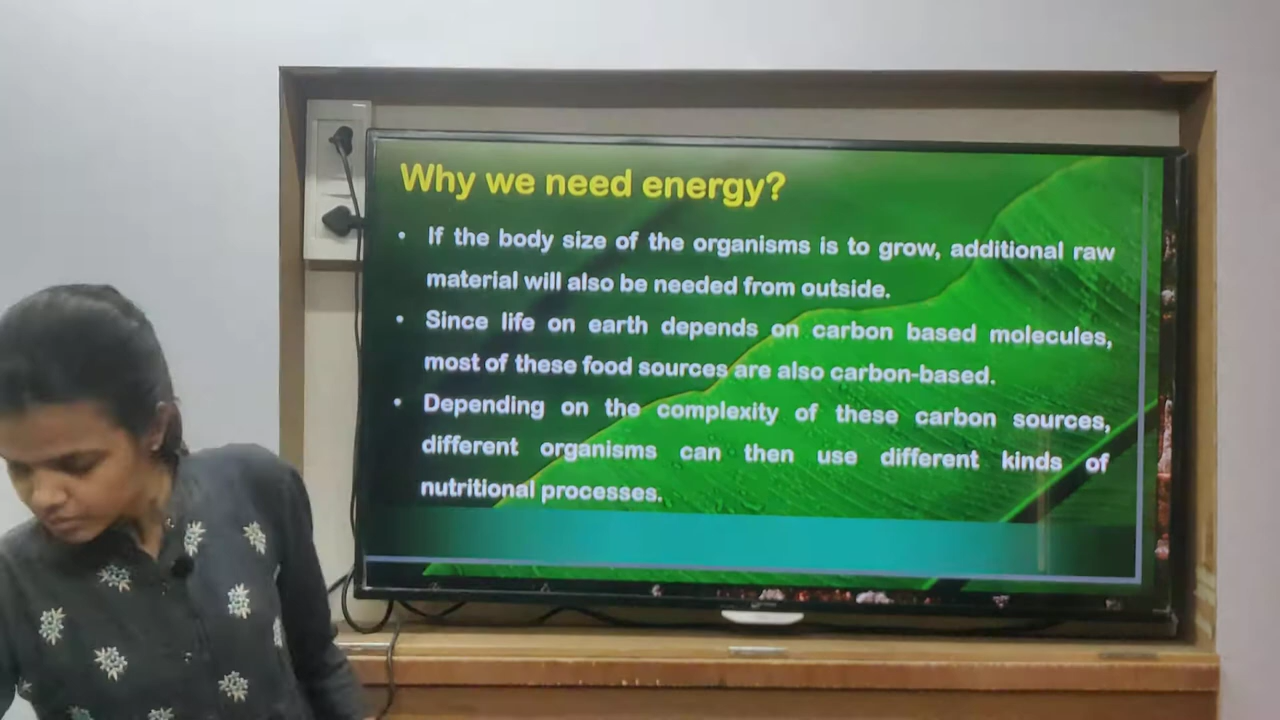 Why we need energy?
• If the body size of the organisms is to grow, additional raw
material will also be needed from outside.
• Since life on earth depends on carbon based molecules,
most of these food sources are also carbon-based.
• Depending on the complexity of these carbon sources,
different organisms can then use different kinds of
nutritional processes.